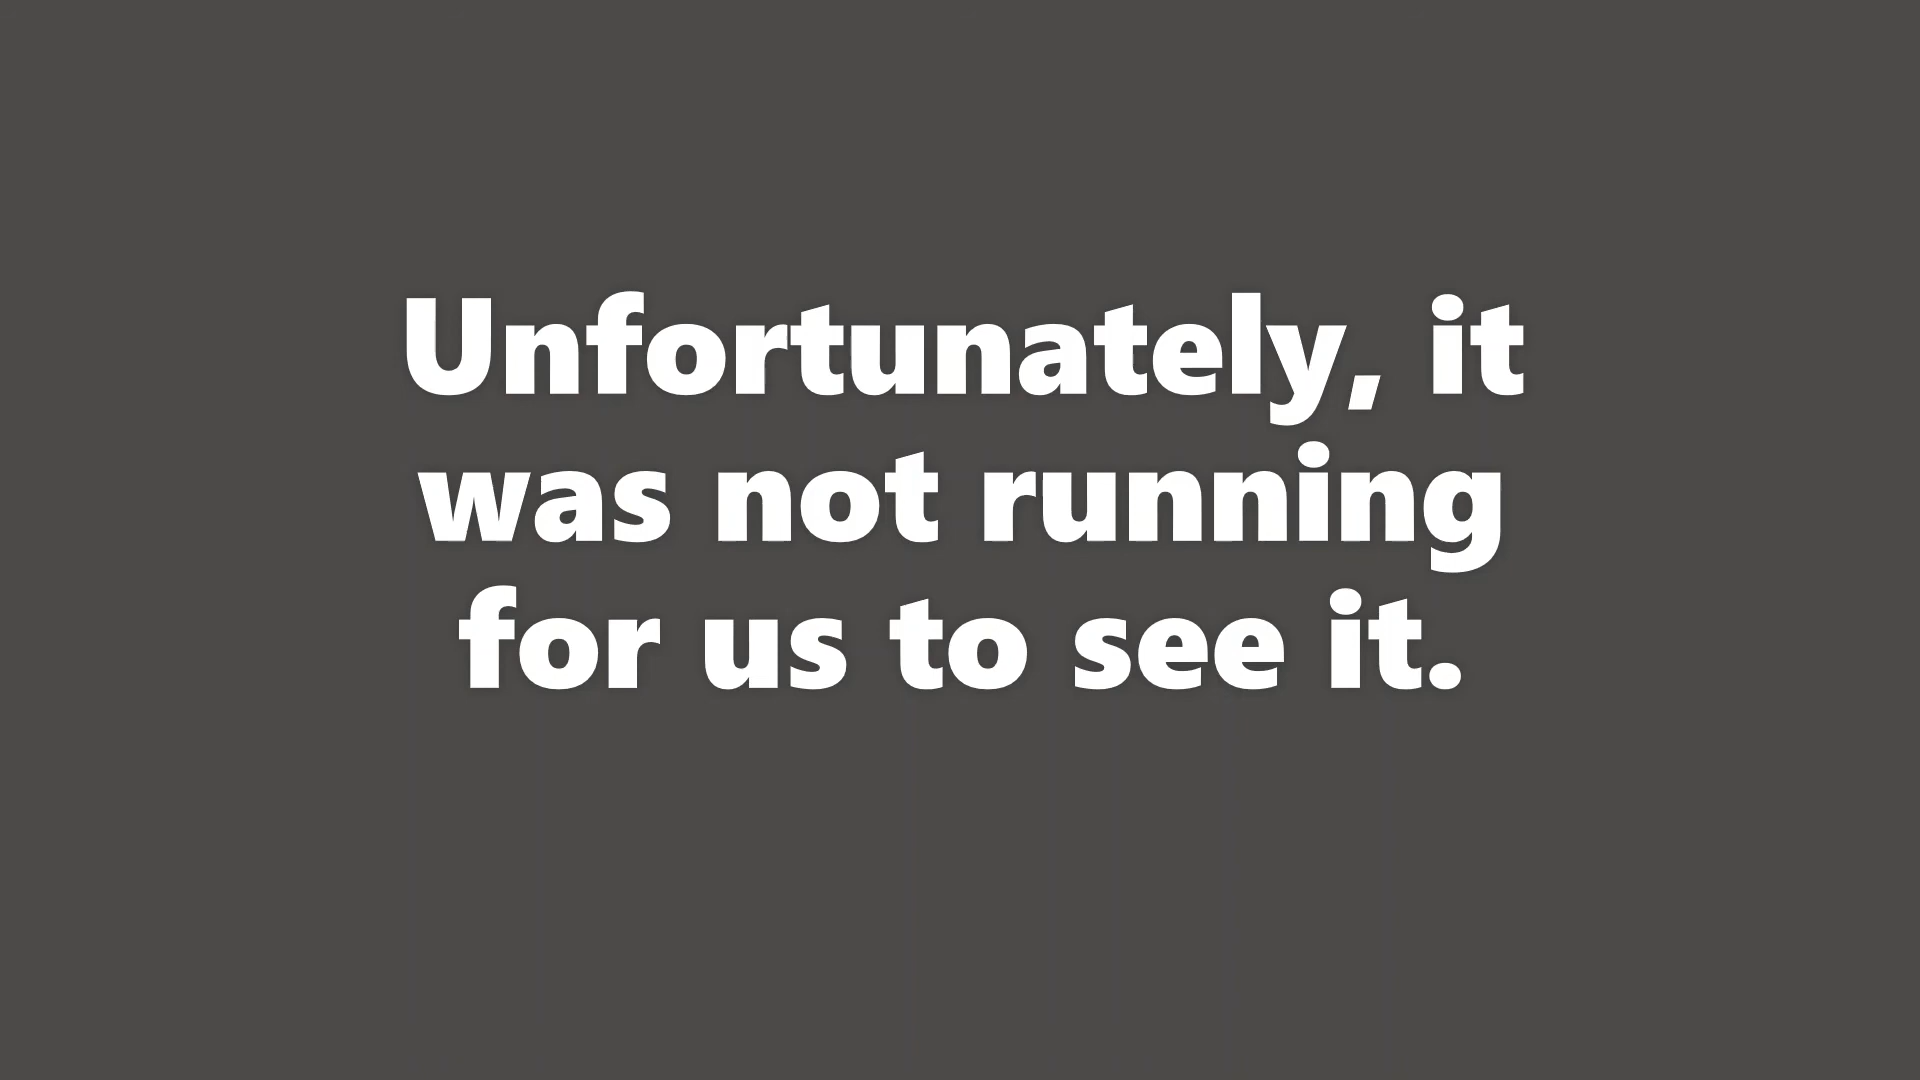 Unfortunately, it
was not running
for us to see it.